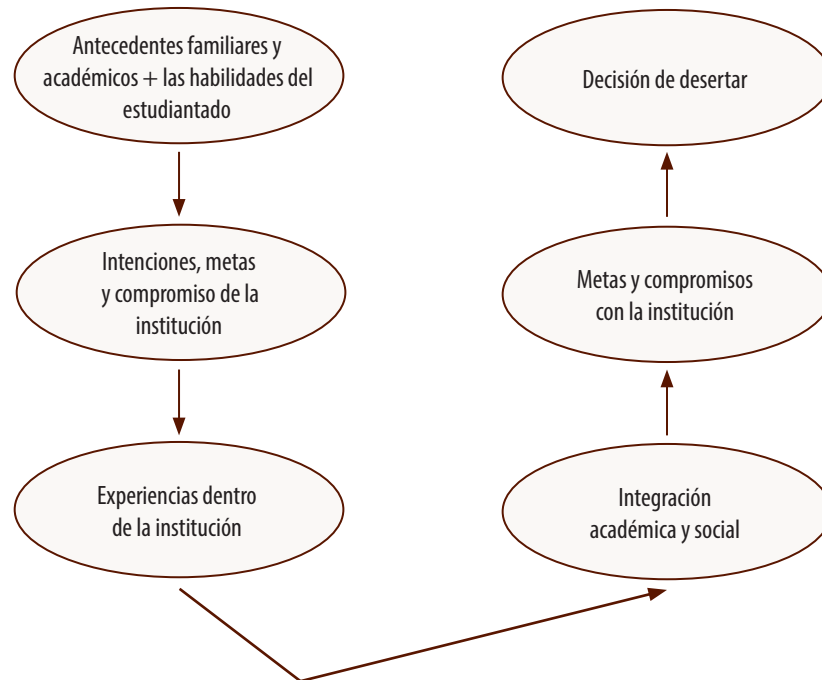 Antecedentes familiares y
académicos + las habilidades del
estudiantado
Intenciones, metas
y compromiso de la
institución
Experiencias dentro
de la institución
Integración
académica y social
Metas y compromisos
con la institución
Decisión de desertar